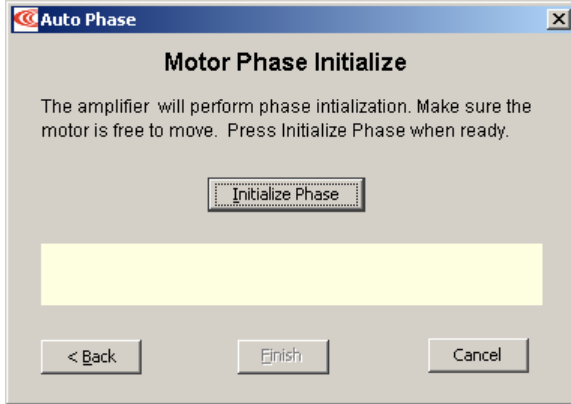 Auto Phase
Motor Phase Initialize
The amplifier will perform phase intialization. Make sure the
motor is free to move. Press Initialize Phase when ready.
Initialize Phase
< Back
Finish
Cancel